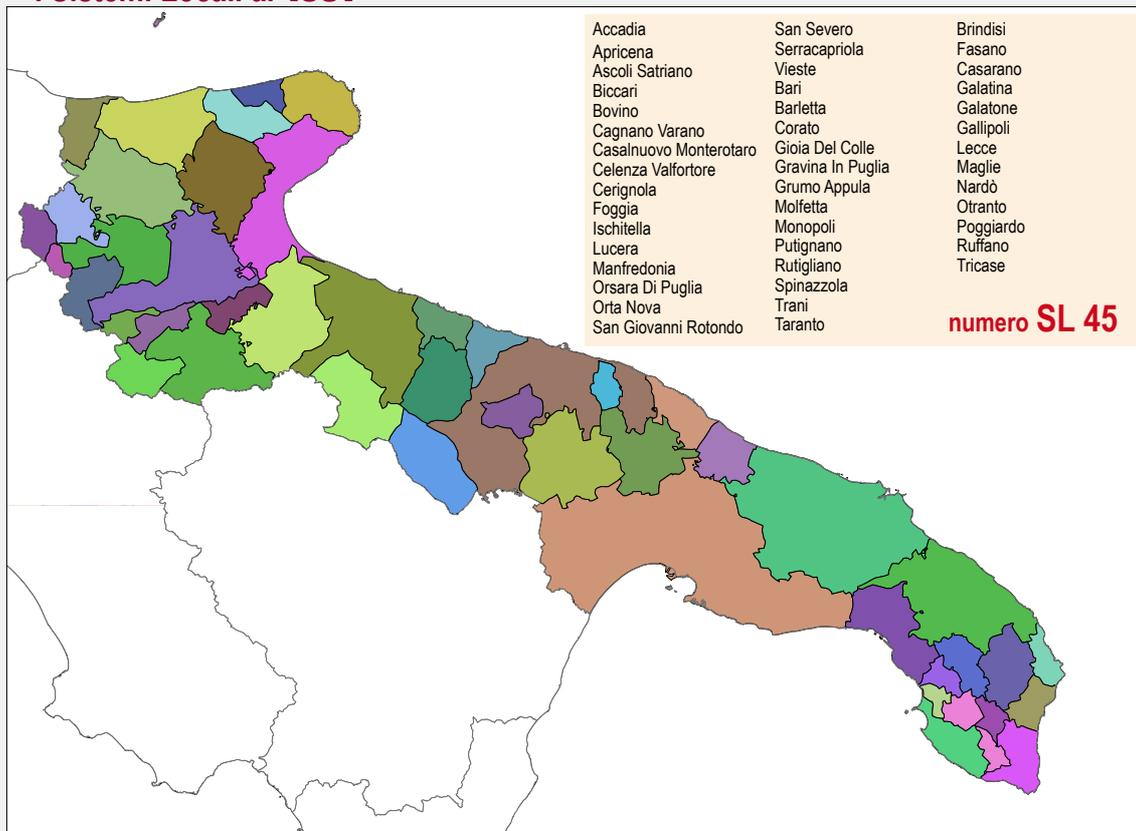 Accadia
Apricena
Ascoli Satriano
Biccari
Bovino
Cagnano Varano
Casalnuovo Monterotaro
Celenza Valfortore
Cerignola
Foggia
Ischitella
Lucera
Manfredonia
Orsara Di Puglia
Orta Nova
San Giovanni Rotondo
San Severo
Serracapriola
Vieste
Bari
Barletta
Corato
Gioia Del Colle
Gravina In Puglia
Grumo Appula
Molfetta
Monopoli
Putignano
Rutigliano
Spinazzola
Trani
Taranto
Brindisi
Fasano
Casarano
Galatina
Galatone
Gallipoli
Lecce
Maglie
Nardò
Otranto
Poggiardo
Ruffano
Tricase
numero SL 45